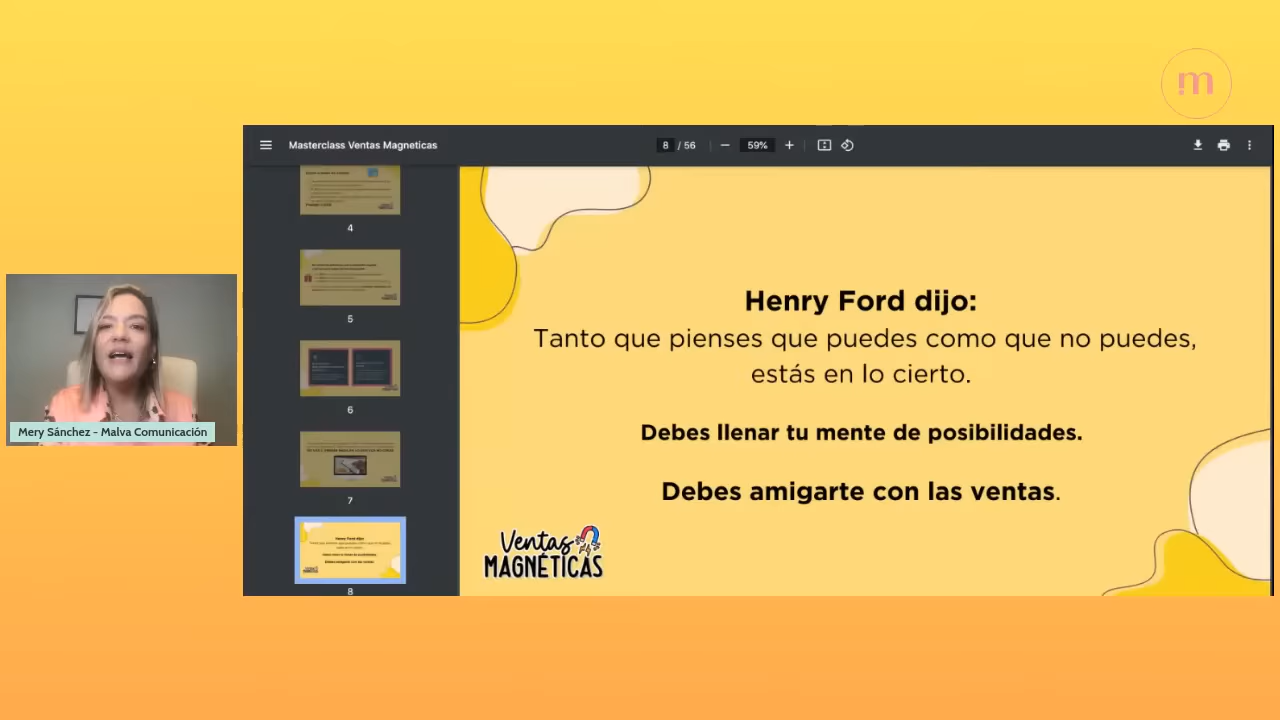 m
Masterclass Ventas Magneticas
8 / 56
59%
4
5
6
7
8
Henry Ford dijo:
Tanto que pienses que puedes como que no puedes,
estás en lo cierto.
Debes llenar tu mente de posibilidades.
Debes amigarte con las ventas.
Ventas
MAGNÉTICAS
Mery Sánchez - Malva Comunicación